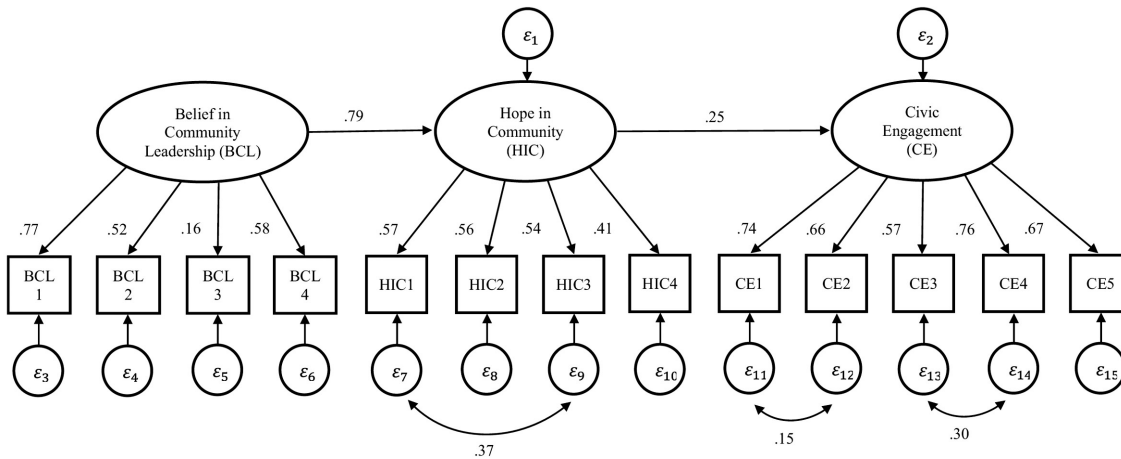 ε1
ε2
Belief in
Community
Leadership (BCL)
.79
Hope in
Community
(HIC)
.25
Civic
Engagement
(CE)
.77
.52
.16
.58
.57
.56
.54
.41
.74
.66
.57
.76
.67
BCL
1
BCL
2
BCL
3
BCL
4
HIC1
HIC2
HIC3
HIC4
CE1
CE2
CE3
CE4
CE5
ε3
ε4
ε5
ε6
ε7
ε8
ε9
ε10
ε11
ε12
ε13
ε14
ε15
.37
.15
.30